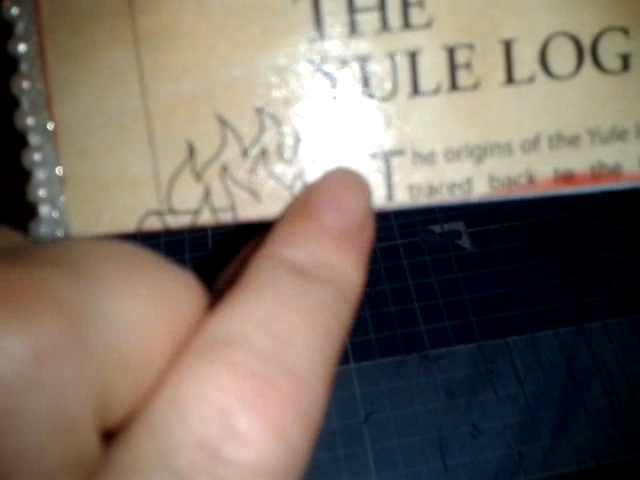 THE
YULE LOG
The origins of the Yule
traced back to the